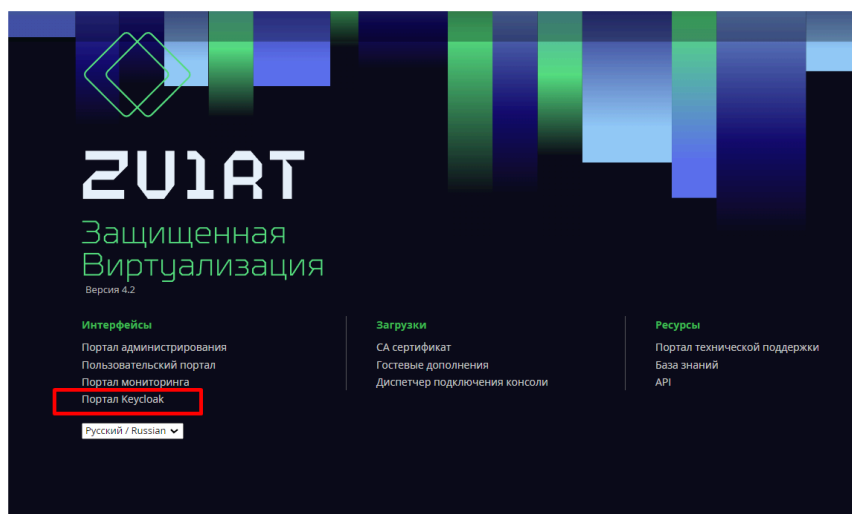 ZV1RT
Защищенная
Виртуализация
Версия 4.2
Интерфейсы
Портал администрирования
Пользовательский портал
Портал мониторинга
Портал Keycloak
Русский / Russian
Загрузки
CA сертификат
Гостевые дополнения
Диспетчер подключения консоли
Ресурсы
Портал технической поддержки
База знаний
API